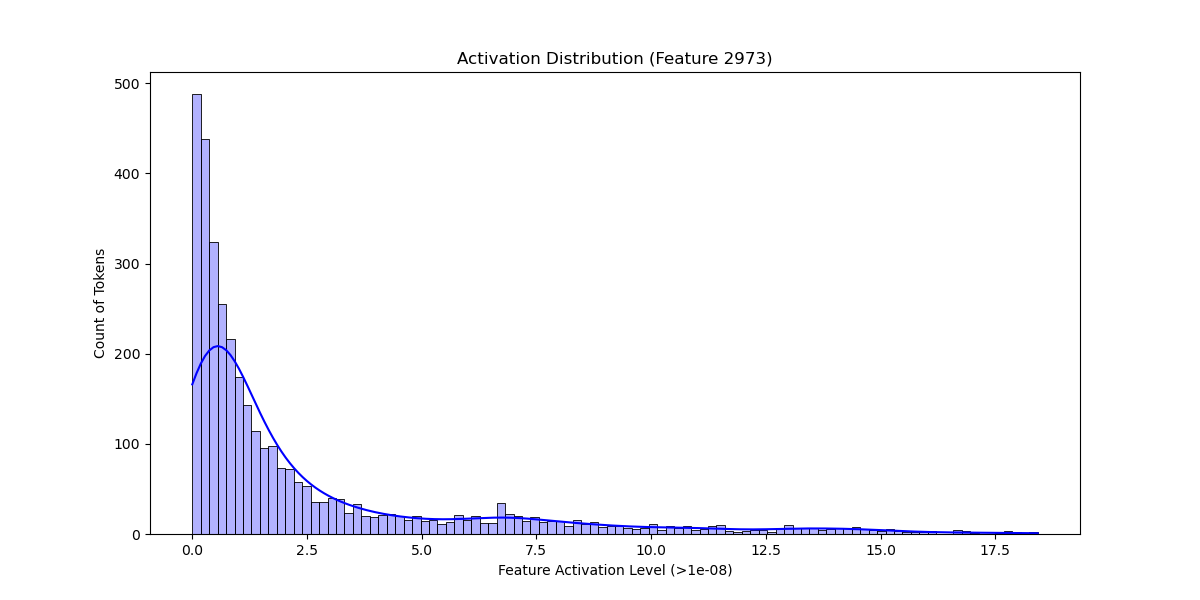 Activation Distribution (Feature 2973)
500
400
300
200
100
0
Count of Tokens
0.0 2.5 5.0 7.5 10.0 12.5 15.0 17.5
Feature Activation Level (>1e-08)